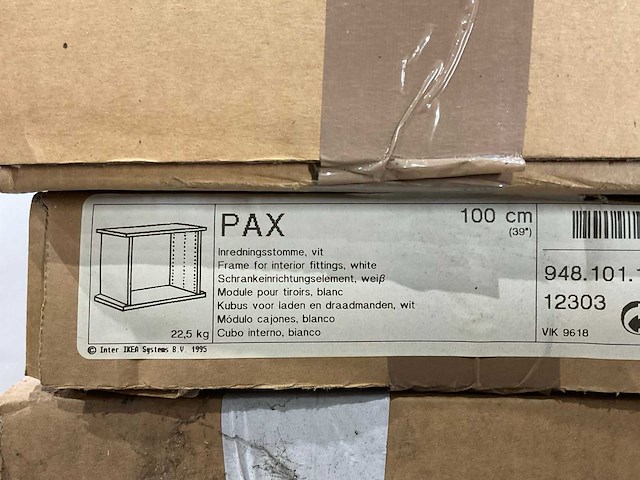 PAX
100 cm
(39")
Inredningsstomme, vit
Frame for interior fittings, white
Schrankeinrichtungselement, weiß
Module pour tiroirs, blanc
Kubus voor laden en draadmanden, wit
Módulo cajones, blanco
Cubo interno, bianco
22,5 kg
948.101.
12303
VIK 9618
© Inter IKEA Systems B.V. 1995